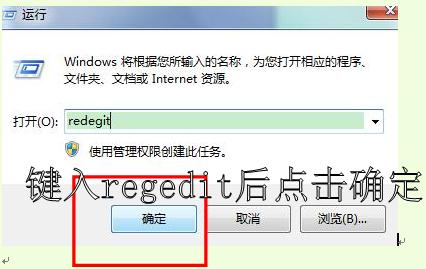 运行
Windows 将根据您所输入的名称，为您打开相应的程序、
文件夹、文档或 Internet 资源。
打开(O):
redegit
使用管理权限创建此任务。
键入regedit后点击确定
确定
取消
浏览(B)...